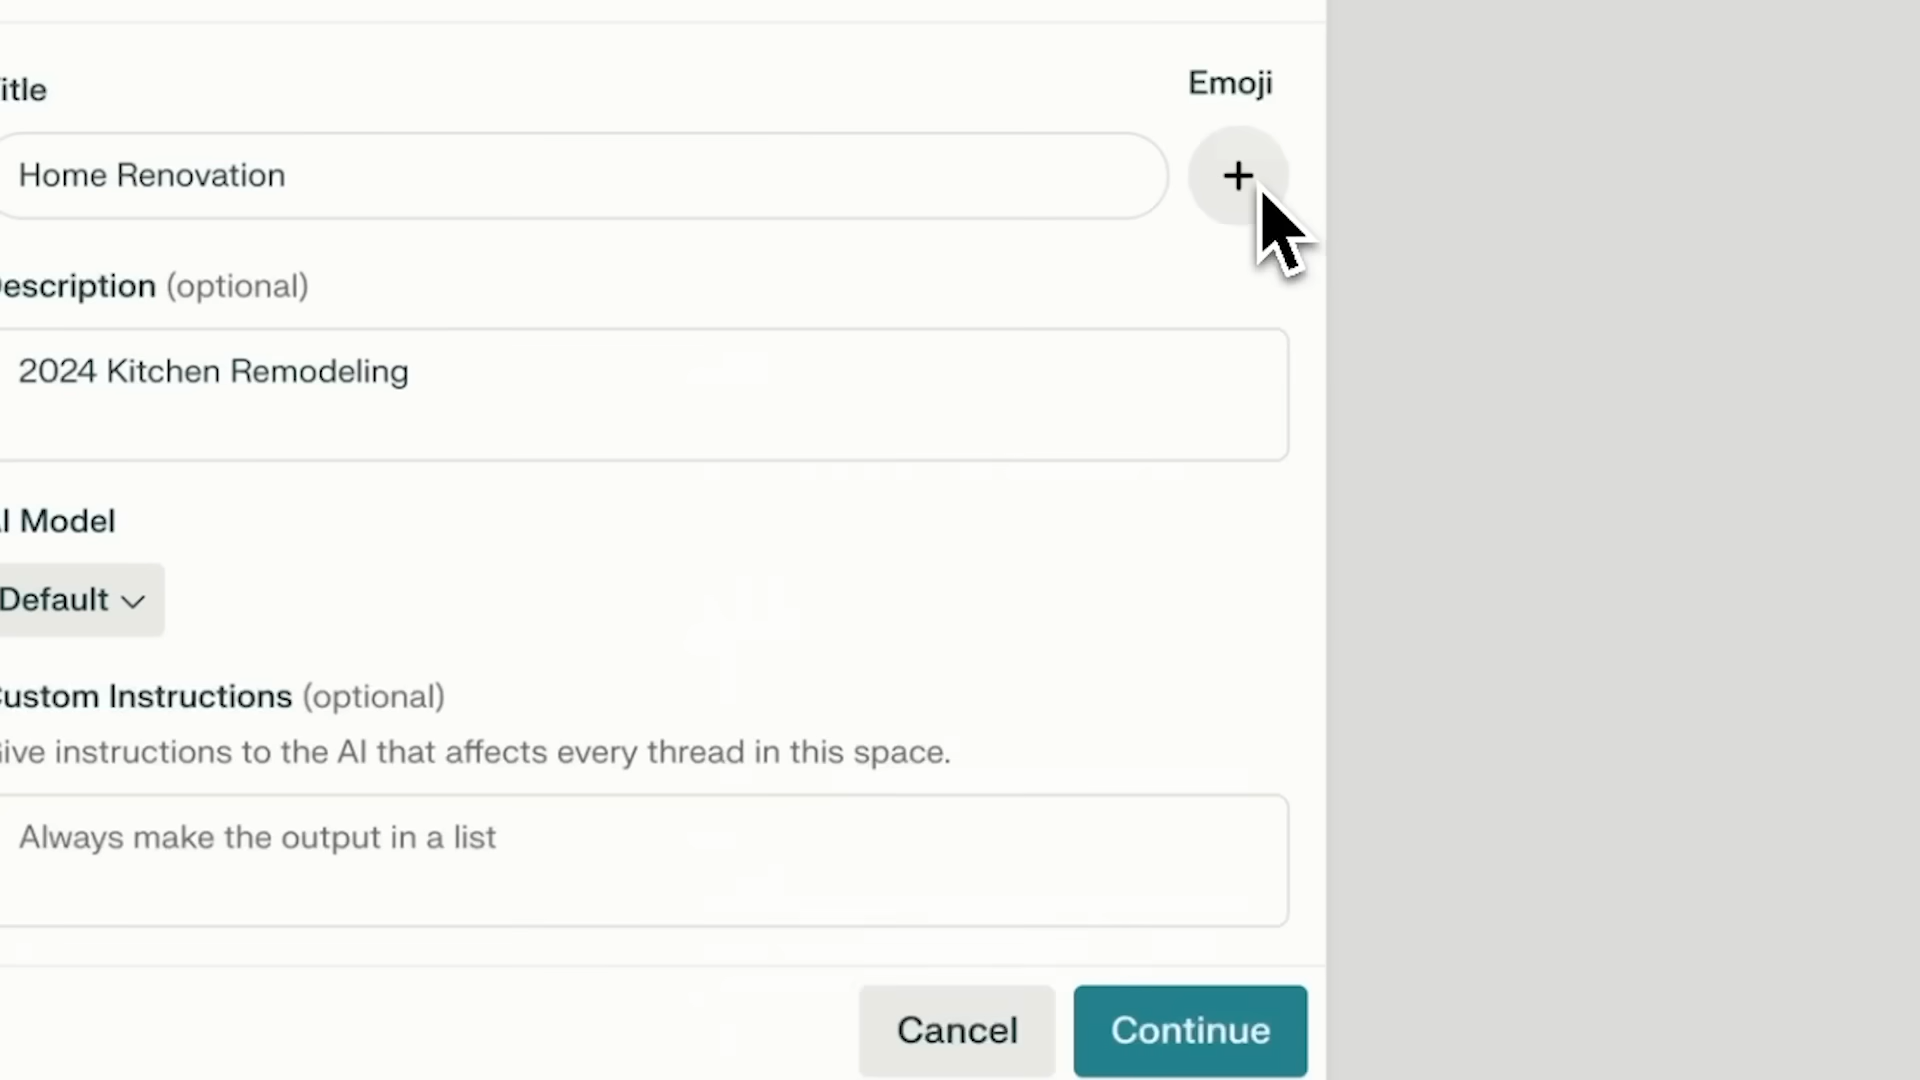 itle
Emoji
Home Renovation
+
escription (optional)
2024 Kitchen Remodeling
I Model
Default
ustom Instructions (optional)
ive instructions to the AI that affects every thread in this space.
Always make the output in a list
Cancel
Continue